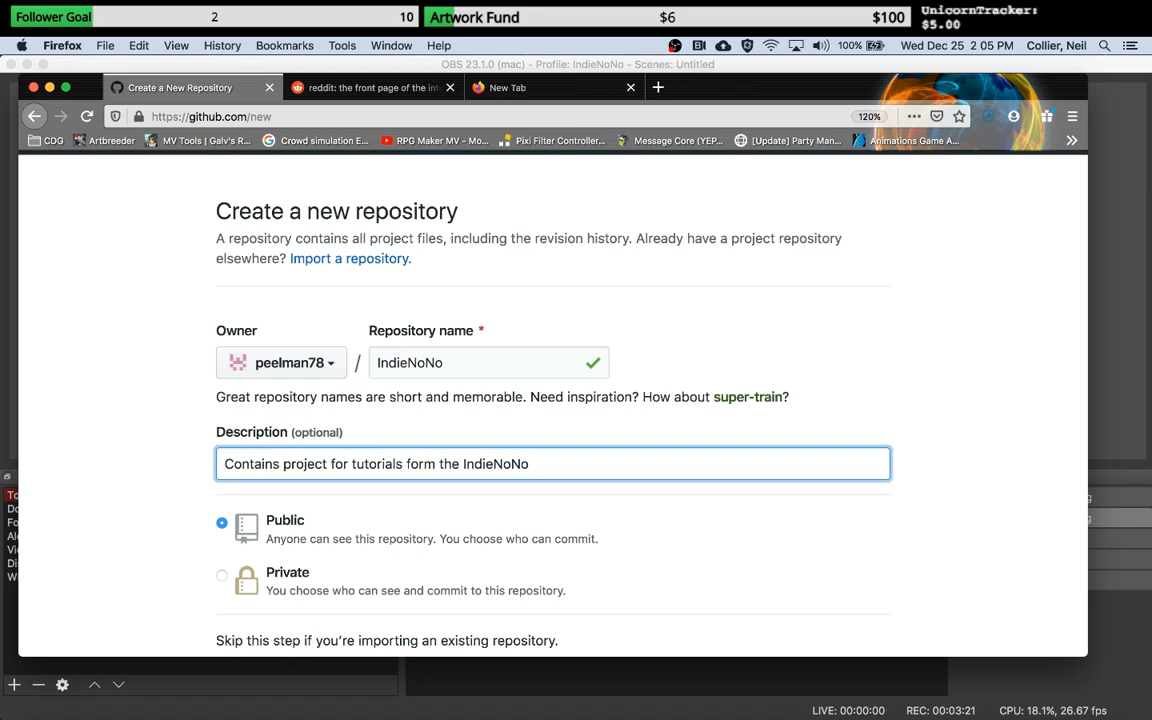 Follower Goal 2 10 Artwork Fund $6 $100 UnicornTracker:
$5.00
Firefox File Edit View History Bookmarks Tools Window Help 100% Wed Dec 25 2:05 PM Collier, Neil
OBS 23.1.0 (mac) - Profile: IndieNoNo - Scenes: Untitled
Create a New Repository reddit: the front page of the in New Tab
https://github.com/new 120%
CDG Artbreeder MV Tools | Galv's R... Crowd simulation E... RPG Maker MV - Mo... Pixi Filter Controller... Message Core (YEP... [Update] Party Man... Animations Game A...
Create a new repository
A repository contains all project files, including the revision history. Already have a project repository
elsewhere? Import a repository.
Owner Repository name *
peelman78 / IndieNoNo
Great repository names are short and memorable. Need inspiration? How about super-train?
Description (optional)
Contains project for tutorials form the IndieNoNo
Public
Anyone can see this repository. You choose who can commit.
Private
You choose who can see and commit to this repository.
Skip this step if you're importing an existing repository.
LIVE: 00:00:00 REC: 00:03:21 CPU: 18.1%, 26.67 fps